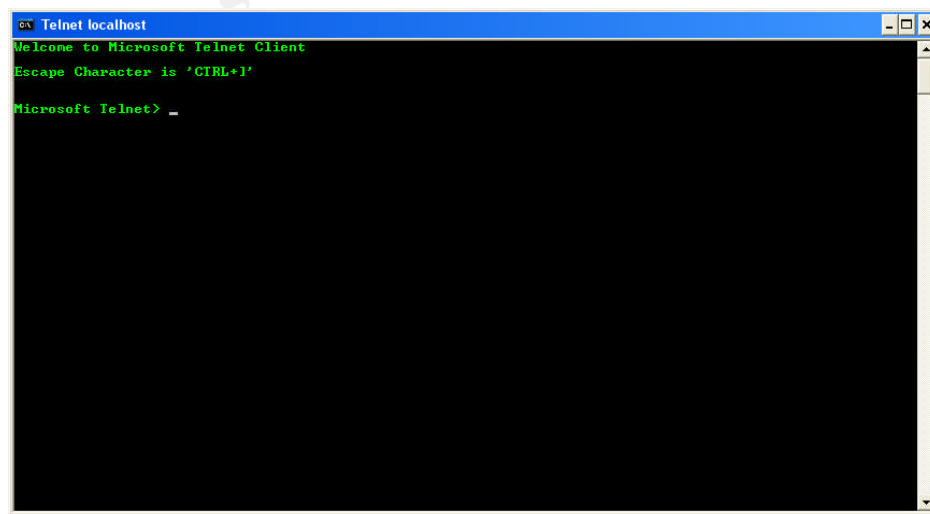 Telnet localhost
Welcome to Microsoft Telnet Client
Escape Character is 'CTRL+]'
Microsoft Telnet> _